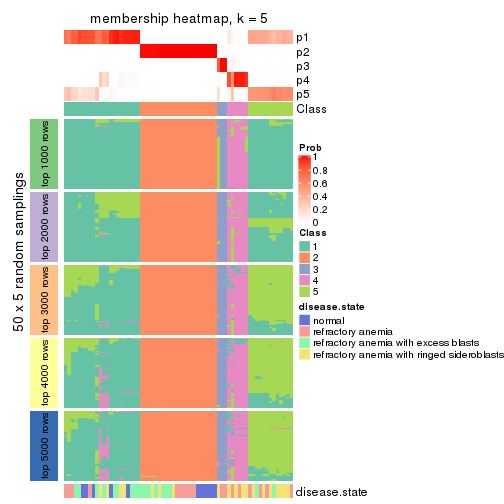 membership heatmap, k = 5
p1
p2
p3
p4
p5
Class
50 x 5 random samplings
top 1000 rows
top 2000 rows
top 3000 rows
top 4000 rows
top 5000 rows
Prob
1
0.8
0.6
0.4
0.2
0
Class
1
2
3
4
5
disease.state
normal
refractory anemia
refractory anemia with excess blasts
refractory anemia with ringed sideroblasts
disease.state